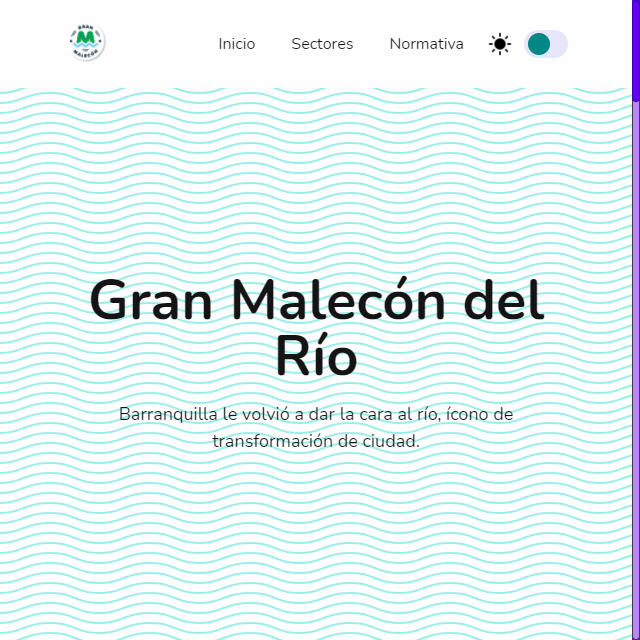 GRAN
M
MALECÓN
Inicio
Sectores
Normativa
Gran Malecón del
Río
Barranquilla le volvió a dar la cara al río, ícono de
transformación de ciudad.